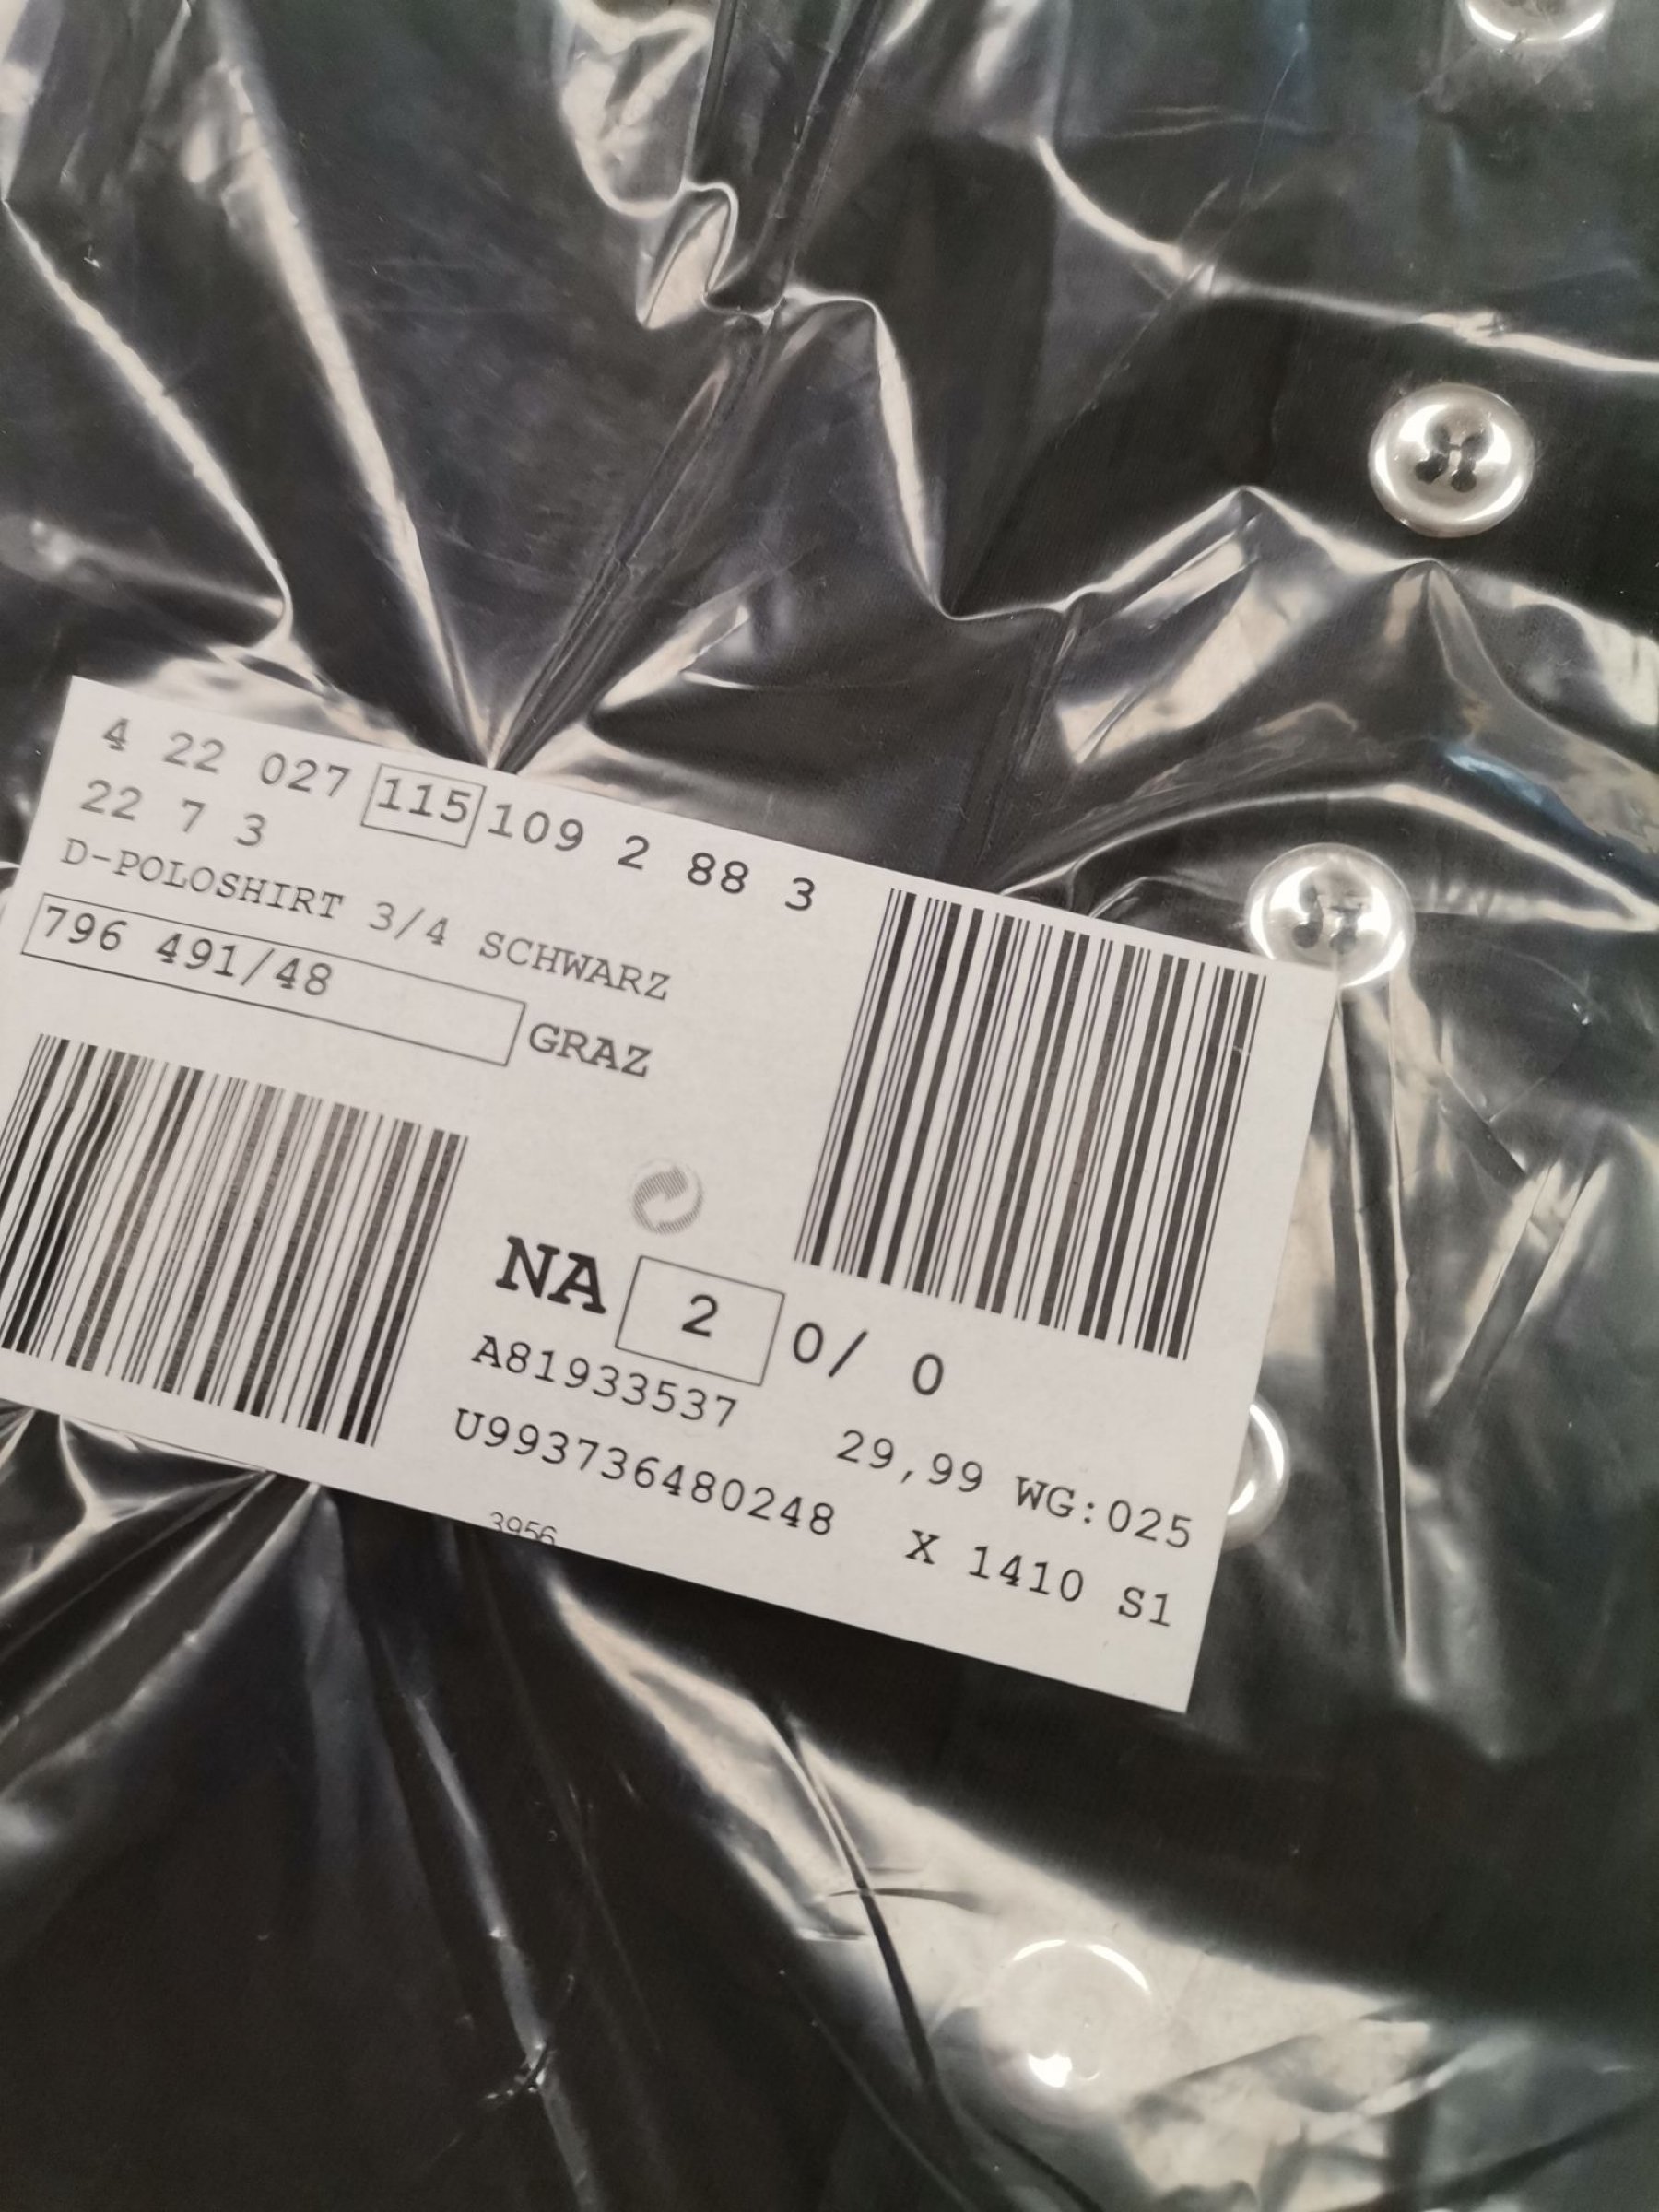 4 22 027 115 109 2 88 3
22 7 3
D-POLOSHIRT 3/4 SCHWARZ
796 491/48 GRAZ
NA 2 0/ 0
A81933537 29,99 WG:025
U993736480248 X 1410 S1
3956